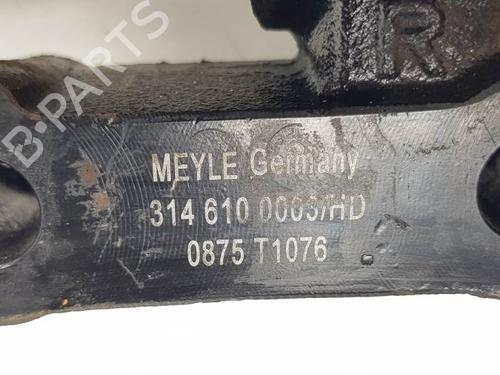 B-PARTS
R
MEYLE Germany
314 610 0003/HD
0875 T1076